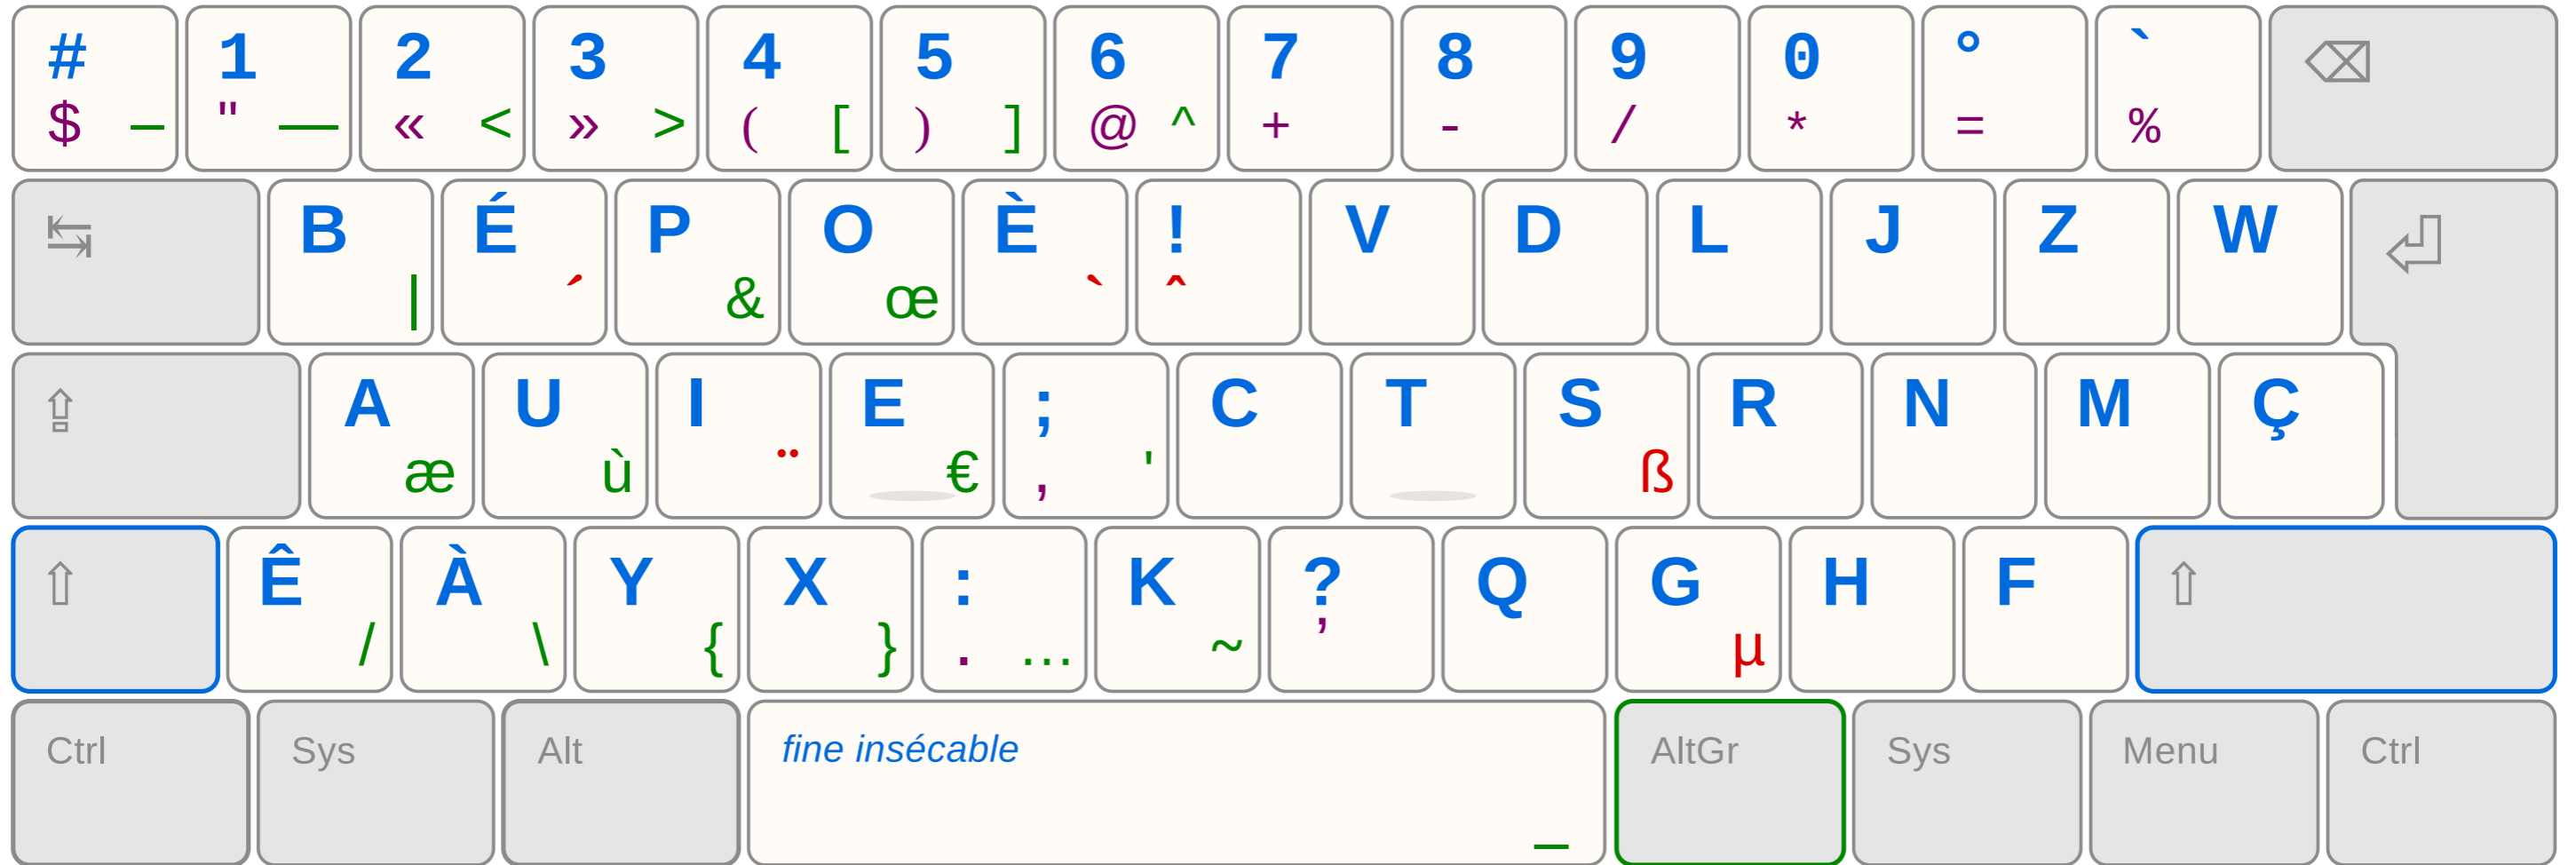 # 1 2 3 4 5 6 7 8 9 0 ° `
$ – " — « < » > ( [ ) ] @ ^ + - / * = %
B É P O È ! V D L J Z W
| ´ & œ ` ^
A U I E ; C T S R N M Ç
æ ù ¨ € , ' ß
Ê À Y X : K ? Q G H F
/ \ { } . … ~ ’ µ
Ctrl Sys Alt fine insécable AltGr Sys Menu Ctrl
_